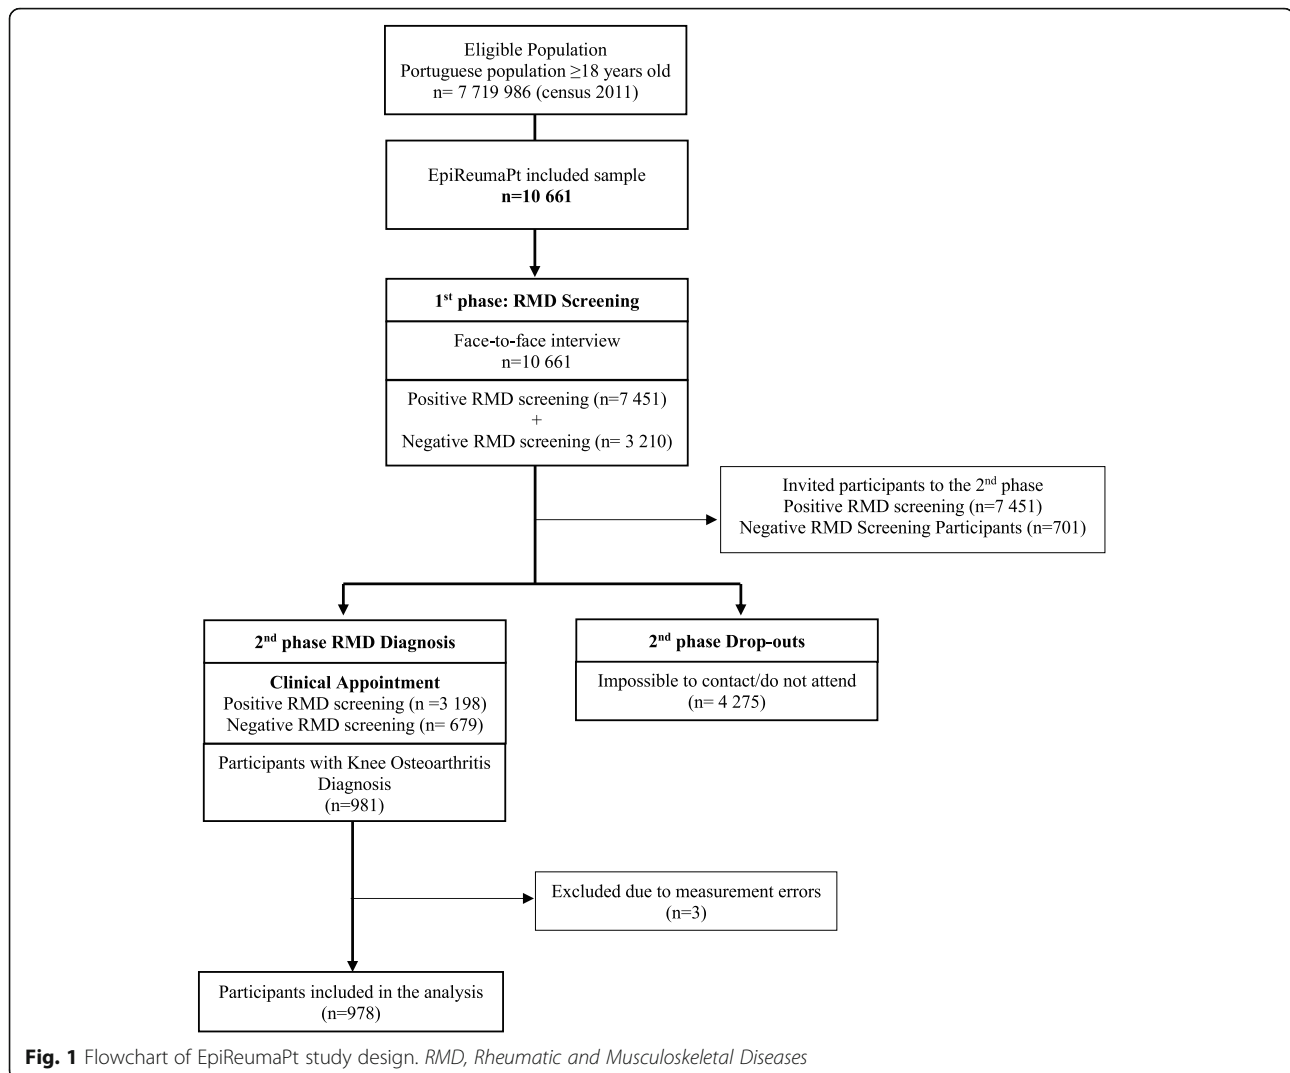 Eligible Population
Portuguese population ≥18 years old
n= 7 719 986 (census 2011)
EpiReumaPt included sample
n=10 661
1st phase: RMD Screening
Face-to-face interview
n=10 661
Positive RMD screening (n=7 451)
+
Negative RMD screening (n= 3 210)
Invited participants to the 2nd phase
Positive RMD screening (n=7 451)
Negative RMD Screening Participants (n=701)
2nd phase RMD Diagnosis
Clinical Appointment
Positive RMD screening (n =3 198)
Negative RMD screening (n= 679)
Participants with Knee Osteoarthritis
Diagnosis
(n=981)
2nd phase Drop-outs
Impossible to contact/do not attend
(n= 4 275)
Excluded due to measurement errors
(n=3)
Participants included in the analysis
(n=978)
Fig. 1 Flowchart of EpiReumaPt study design. RMD, Rheumatic and Musculoskeletal Diseases